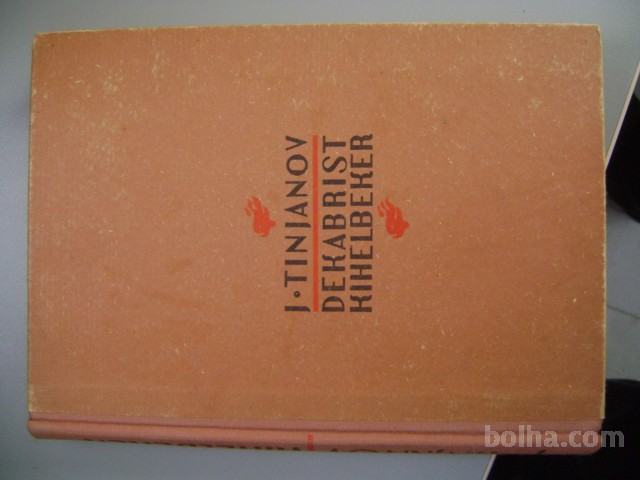 J. TINJANOV
DEKABRIST
KIHELBEKER
bolha.com